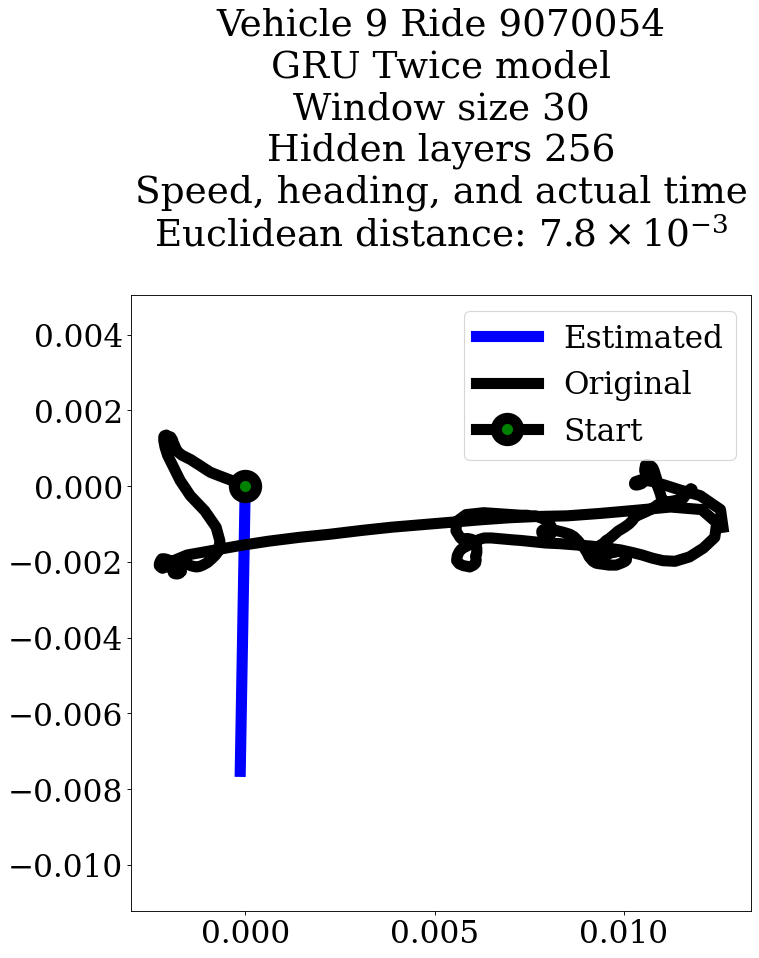 Vehicle 9 Ride 9070054
GRU Twice model
Window size 30
Hidden layers 256
Speed, heading, and actual time
Euclidean distance: 7.8 × 10⁻³
Estimated
Original
Start
0.004
0.002
0.000
−0.002
−0.004
−0.006
−0.008
−0.010
0.000 0.005 0.010